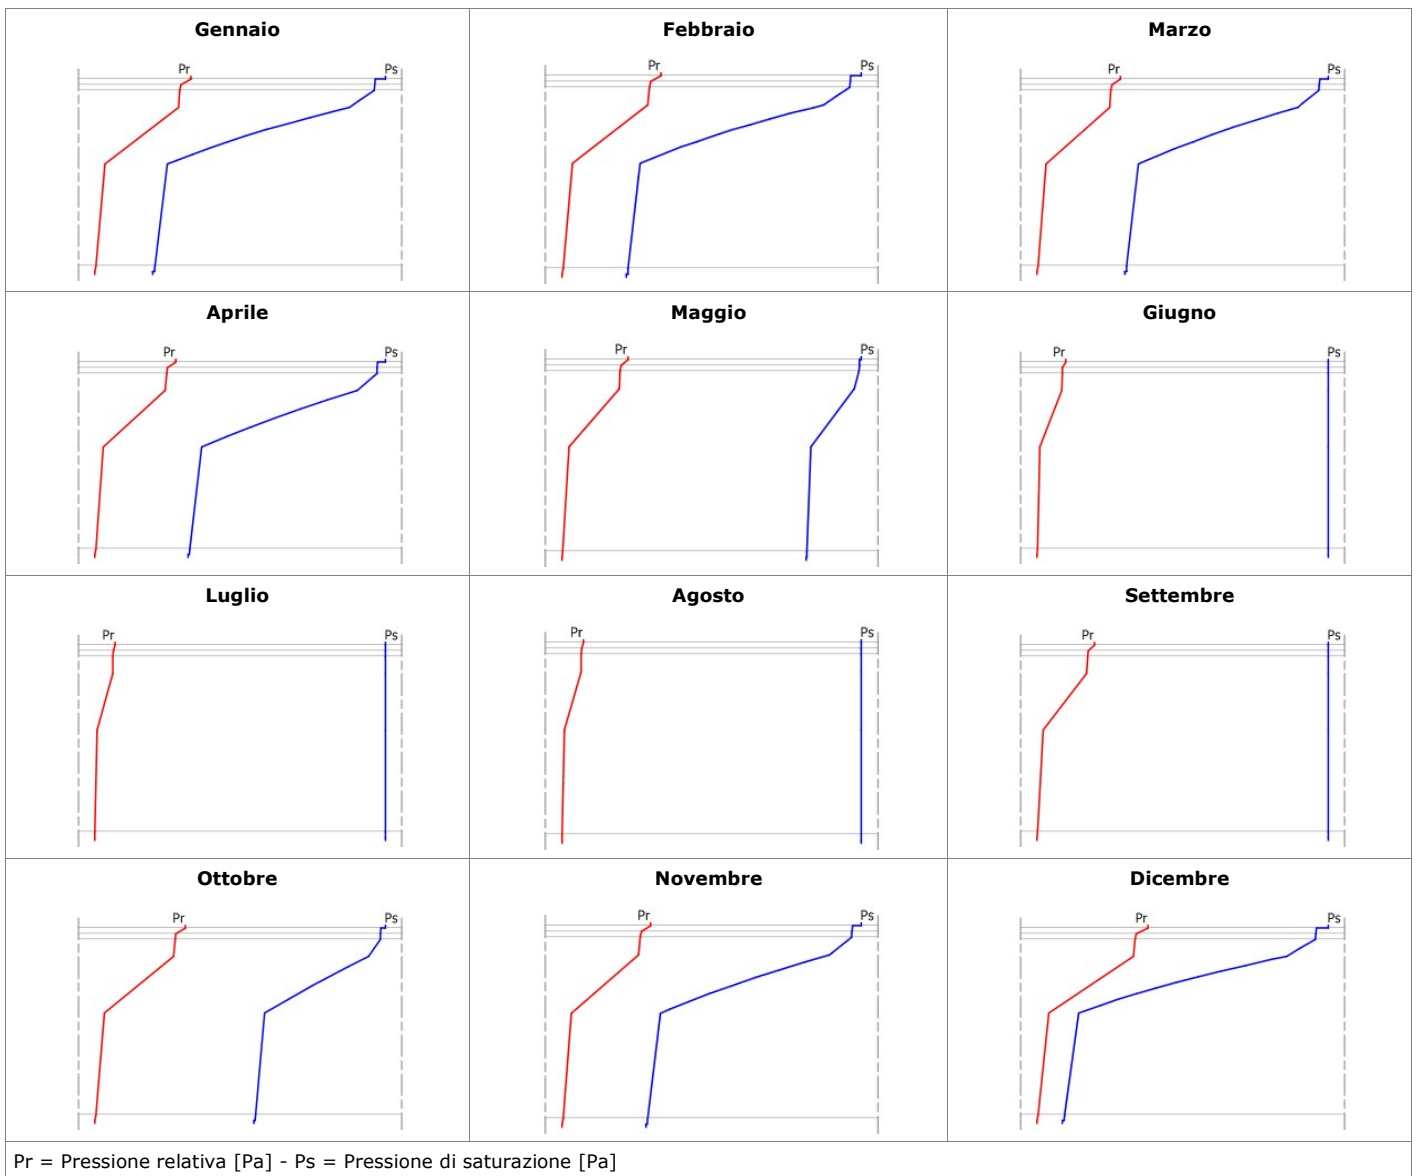 Gennaio
Febbraio
Marzo
Pr
Ps
Pr
Ps
Pr
Ps
Aprile
Maggio
Giugno
Pr
Ps
Pr
Ps
Pr
Ps
Luglio
Agosto
Settembre
Pr
Ps
Pr
Ps
Pr
Ps
Ottobre
Novembre
Dicembre
Pr
Ps
Pr
Ps
Pr
Ps
Pr = Pressione relativa [Pa] - Ps = Pressione di saturazione [Pa]